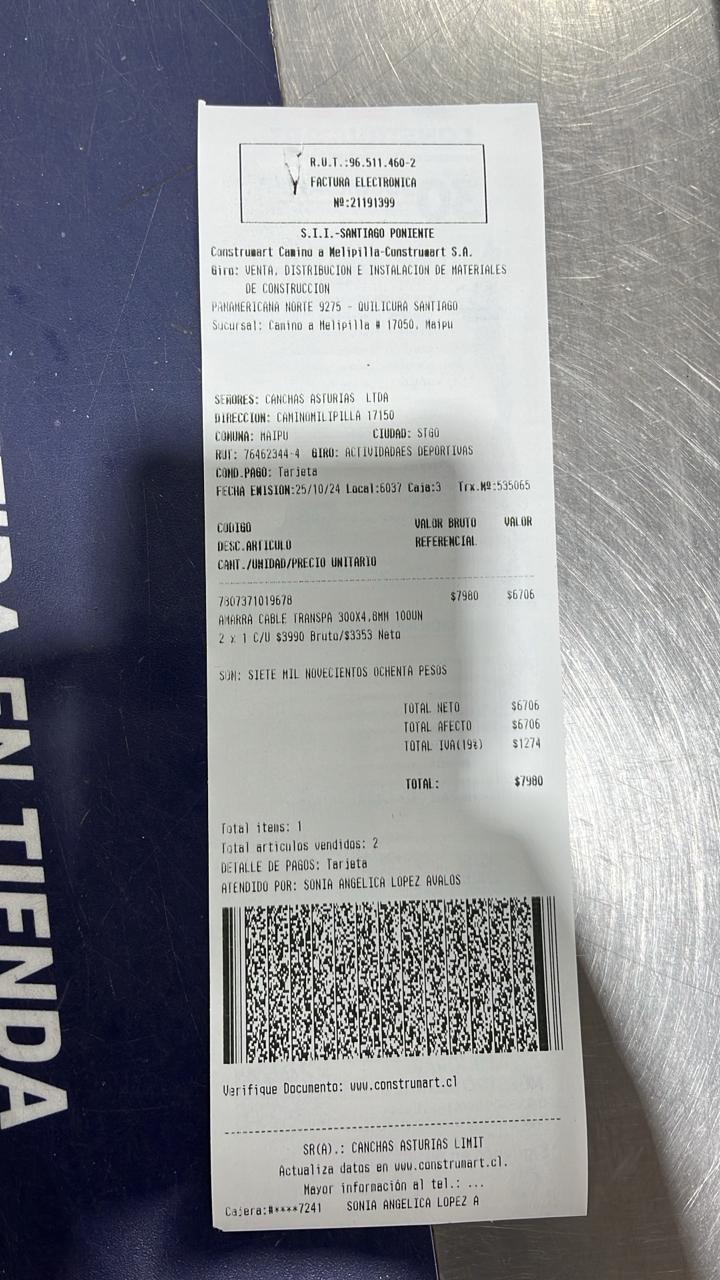 R.U.T.:96.511.460-2
FACTURA ELECTRONICA
Nº:21191399
S.I.I.-SANTIAGO PONIENTE
Construmart Camino a Melipilla-Construmart S.A.
Giro: VENTA, DISTRIBUCION E INSTALACION DE MATERIALES
DE CONSTRUCCION
PANAMERICANA NORTE 9275 - QUILICURA SANTIAGO
Sucursal: Camino a Melipilla # 17050, Maipu
SEÑORES: CANCHAS ASTURIAS LTDA
DIRECCION: CAMINOMILIPILLA 17150
COMUNA: MAIPU CIUDAD: STGO
RUT: 76462344-4 GIRO: ACTIVIDADAES DEPORTIVAS
COND.PAGO: Tarjeta
FECHA EMISION:25/10/24 Local:6037 Caja:3 Trx.Nº:535065
CODIGO VALOR BRUTO VALOR
DESC.ARTICULO REFERENCIAL
CANT./UNIDAD/PRECIO UNITARIO
7807371019678 $7980 $6706
AMARRA CABLE TRANSPA 300X4,8MM 100UN
2 x 1 C/U $3990 Bruto/$3353 Neto
SON: SIETE MIL NOVECIENTOS OCHENTA PESOS
TOTAL NETO $6706
TOTAL AFECTO $6706
TOTAL IVA(19%) $1274
TOTAL: $7980
Total items: 1
Total articulos vendidos: 2
DETALLE DE PAGOS: Tarjeta
ATENDIDO POR: SONIA ANGELICA LOPEZ AVALOS
Verifique Documento: www.construmart.cl
SR(A).: CANCHAS ASTURIAS LIMIT
Actualiza datos en www.construmart.cl.
Mayor información al tel.: ...
Cajera:#****7241 SONIA ANGELICA LOPEZ A
EN TIENDA